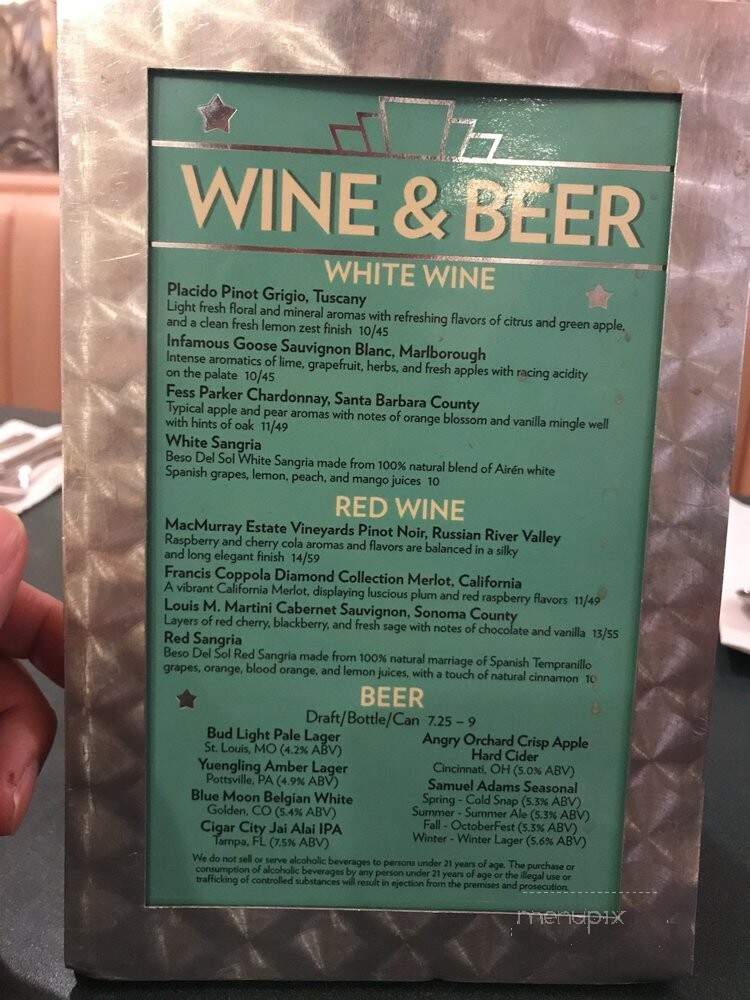 WINE & BEER
WHITE WINE
Placido Pinot Grigio, Tuscany
Light fresh floral and mineral aromas with refreshing flavors of citrus and green apple,
and a clean fresh lemon zest finish 10/45
Infamous Goose Sauvignon Blanc, Marlborough
Intense aromatics of lime, grapefruit, herbs, and fresh apples with racing acidity
on the palate 10/45
Fess Parker Chardonnay, Santa Barbara County
Typical apple and pear aromas with notes of orange blossom and vanilla mingle well
with hints of oak 11/49
White Sangria
Beso Del Sol White Sangria made from 100% natural blend of Airén white
Spanish grapes, lemon, peach, and mango juices 10
RED WINE
MacMurray Estate Vineyards Pinot Noir, Russian River Valley
Raspberry and cherry cola aromas and flavors are balanced in a silky
and long elegant finish 14/59
Francis Coppola Diamond Collection Merlot, California
A vibrant California Merlot, displaying luscious plum and red raspberry flavors 11/49
Louis M. Martini Cabernet Sauvignon, Sonoma County
Layers of red cherry, blackberry, and fresh sage with notes of chocolate and vanilla 13/55
Red Sangria
Beso Del Sol Red Sangria made from 100% natural marriage of Spanish Tempranillo
grapes, orange, blood orange, and lemon juices, with a touch of natural cinnamon 10
BEER
Draft/Bottle/Can 7.25 – 9
Bud Light Pale Lager
St. Louis, MO (4.2% ABV)
Yuengling Amber Lager
Pottsville, PA (4.9% ABV)
Blue Moon Belgian White
Golden, CO (5.4% ABV)
Cigar City Jai Alai IPA
Tampa, FL (7.5% ABV)
Angry Orchard Crisp Apple
Hard Cider
Cincinnati, OH (5.0% ABV)
Samuel Adams Seasonal
Spring - Cold Snap (5.3% ABV)
Summer - Summer Ale (5.3% ABV)
Fall - OctoberFest (5.3% ABV)
Winter - Winter Lager (5.6% ABV)
We do not sell or serve alcoholic beverages to persons under 21 years of age. The purchase or
consumption of alcoholic beverages by any person under 21 years of age or the illegal use or
trafficking of controlled substances will result in ejection from the premises and prosecution.
menupix